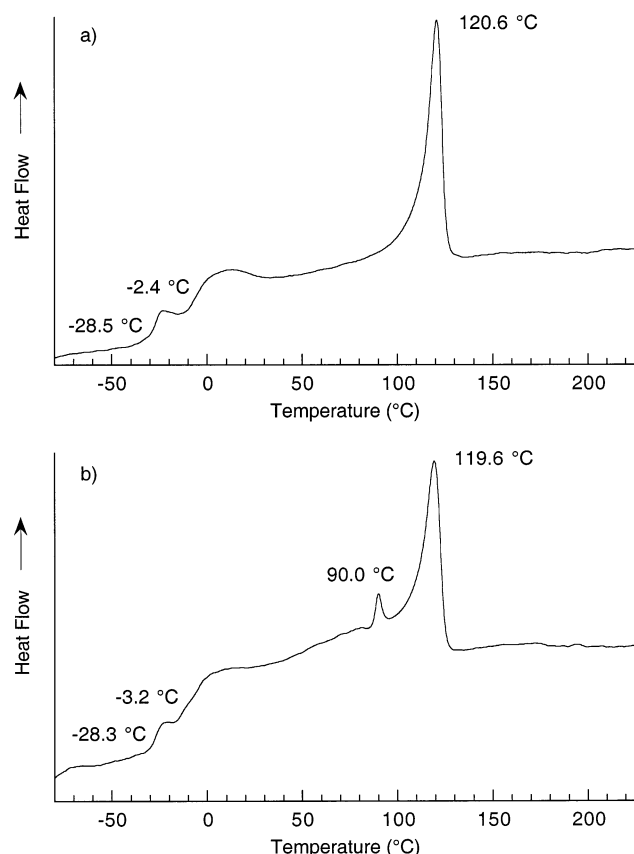 a)
120.6 °C
Heat Flow
-2.4 °C
-28.5 °C
-50 0 50 100 150 200
Temperature (°C)
b)
119.6 °C
90.0 °C
Heat Flow
-3.2 °C
-28.3 °C
-50 0 50 100 150 200
Temperature (°C)